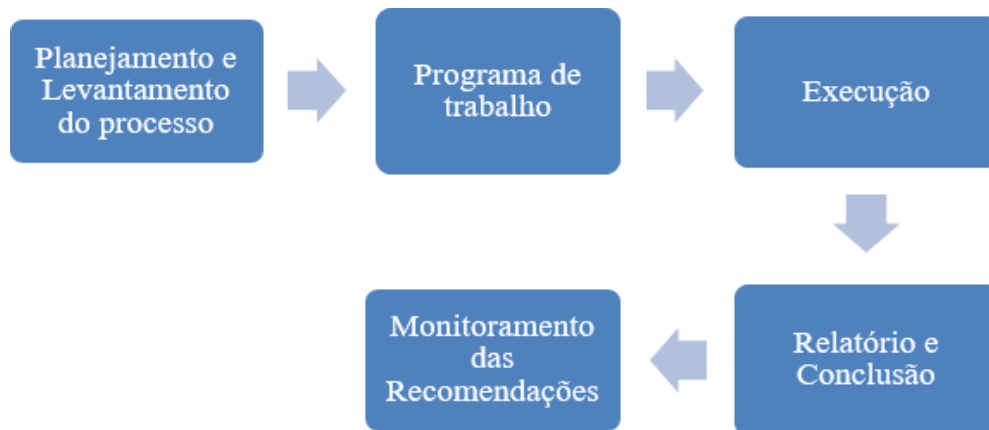 Planejamento e
Levantamento
do processo
Programa de
trabalho
Execução
Relatório e
Conclusão
Monitoramento
das
Recomendações